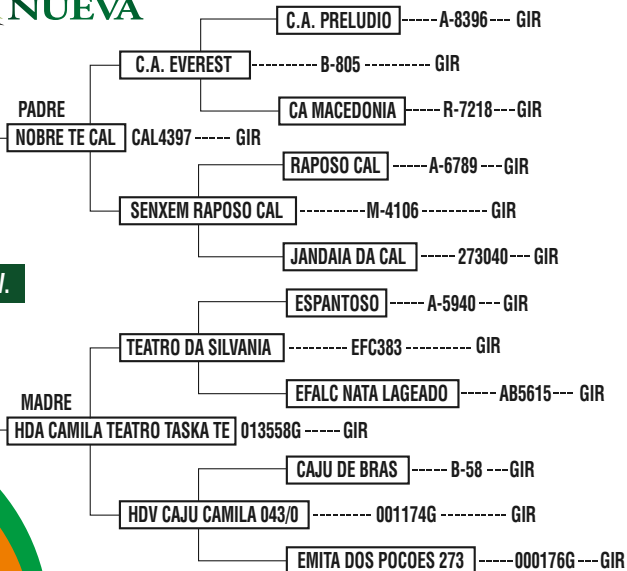 NUEVA
C.A. PRELUDIO -----A-8396--- GIR
C.A. EVEREST ---------- B-805 ---------- GIR
CA MACEDONIA ----- R-7218---GIR
PADRE
NOBRE TE CAL CAL4397 ----- GIR
RAPOSO CAL -----A-6789 ---GIR
SENXEM RAPOSO CAL ----------M-4106 ---------- GIR
JANDAIA DA CAL ----- 273040--- GIR
V.
ESPANTOSO ----- A-5940 --- GIR
TEATRO DA SILVANIA --------- EFC383 ---------- GIR
EFALC NATA LAGEADO ----- AB5615--- GIR
MADRE
HDA CAMILA TEATRO TASKA TE 013558G ----- GIR
CAJU DE BRAS ----- B-58 ---GIR
HDV CAJU CAMILA 043/0 --------- 001174G ---------- GIR
EMITA DOS POCOES 273 -----000176G---GIR